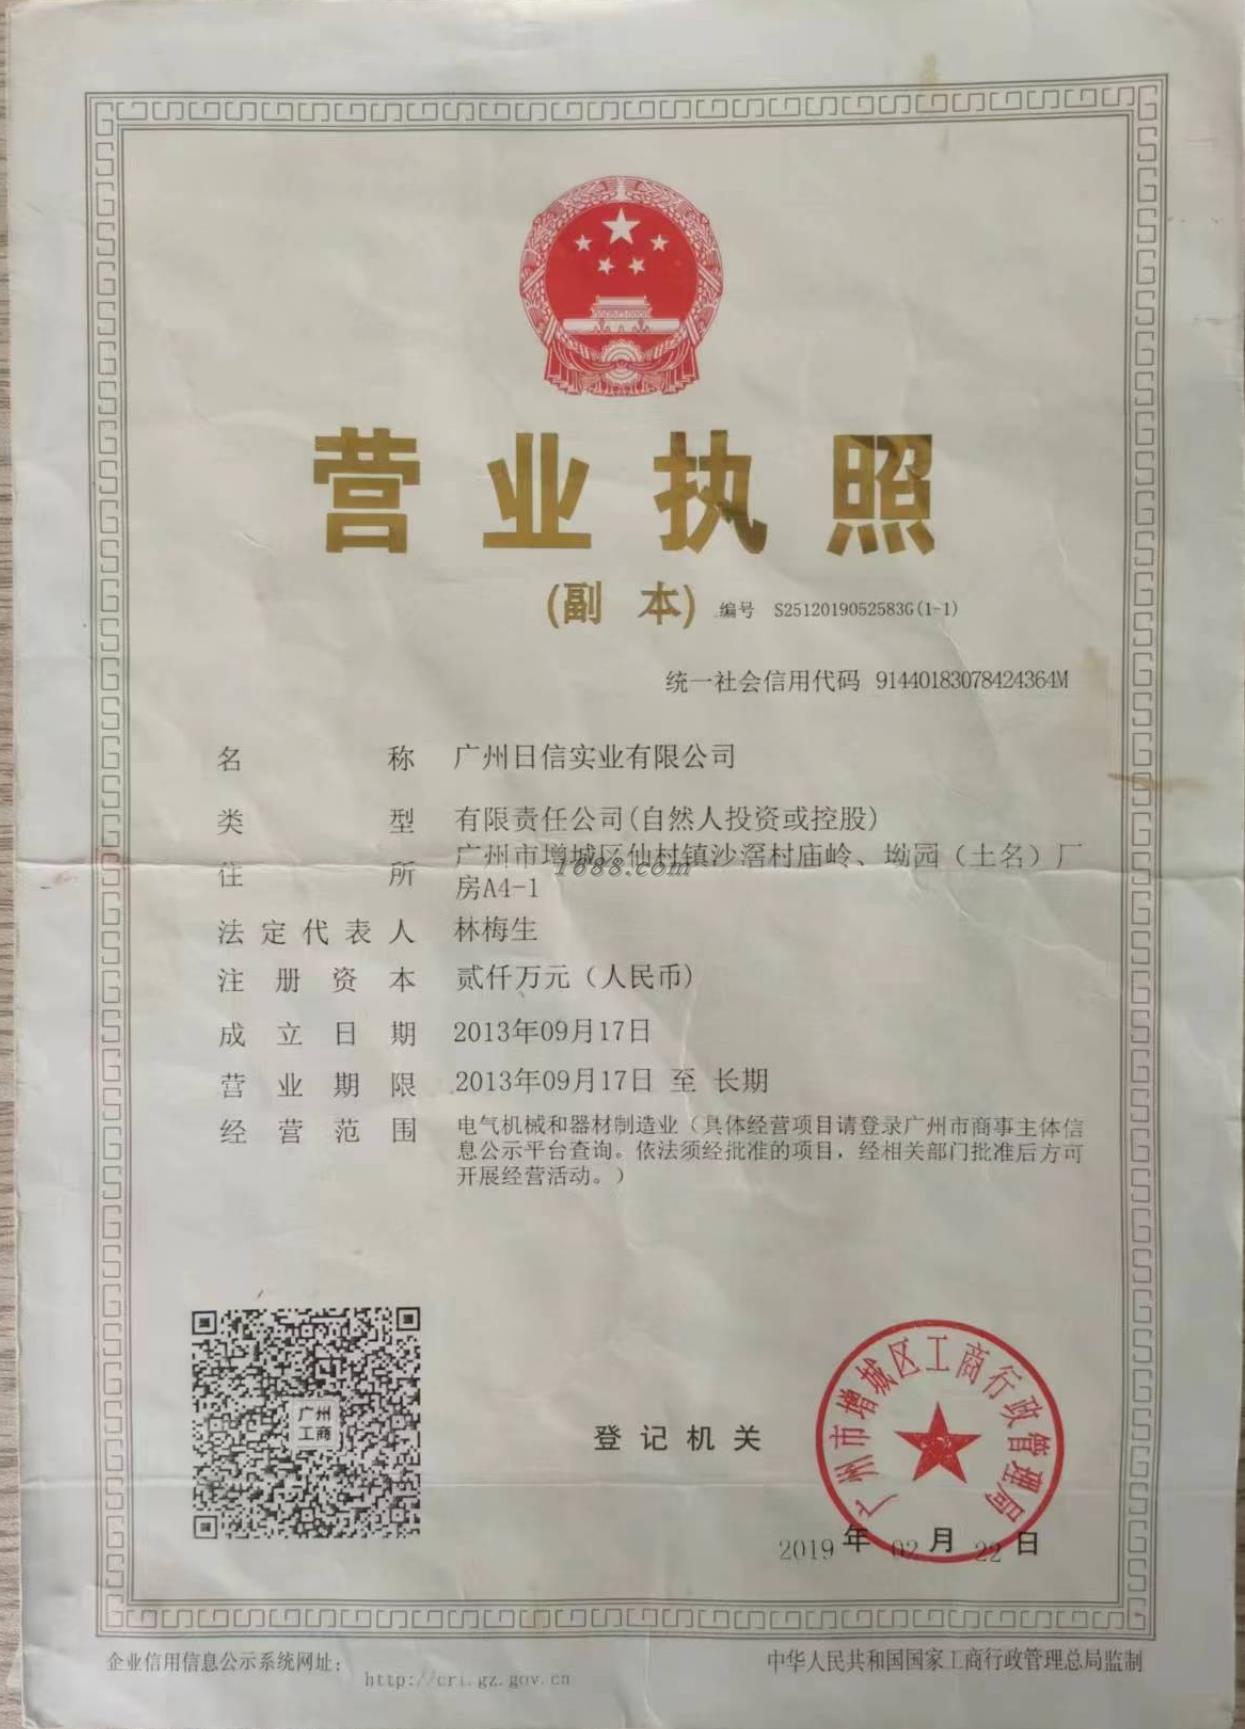 营业执照
(副 本) 编号 S2512019052583G(1-1)
统一社会信用代码 91440183078424364M
名 称 广州日信实业有限公司
类 型 有限责任公司(自然人投资或控股)
住 所 广州市增城区仙村镇沙滘村庙岭、坳园（土名）厂
房A4-1
1688.com
法定代表人 林梅生
注册资本 贰仟万元（人民币)
成立日期 2013年09月17日
营业期限 2013年09月17日 至 长期
经营范围 电气机械和器材制造业（具体经营项目请登录广州市商事主体信
息公示平台查询。依法须经批准的项目，经相关部门批准后方可
开展经营活动。）
广州
工商
登记机关
广州市增城区工商行政管理局
2019 年 02 月 22 日
企业信用信息公示系统网址：
http://cri.gz.gov.cn
中华人民共和国国家工商行政管理总局监制